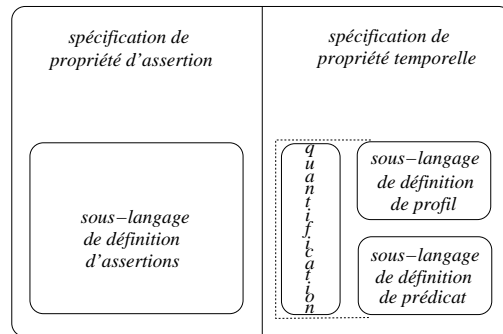 spécification de
propriété d'assertion
sous−langage
de définition
d'assertions
spécification de
propriété temporelle
quantification
sous−langage
de définition
de profil
sous−langage
de définition
de prédicat